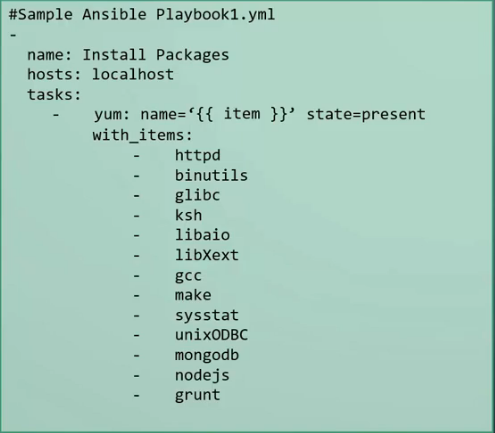 #Sample Ansible Playbook1.yml
-
name: Install Packages
hosts: localhost
tasks:
- yum: name=‘{{ item }}’ state=present
with_items:
- httpd
- binutils
- glibc
- ksh
- libaio
- libXext
- gcc
- make
- sysstat
- unixODBC
- mongodb
- nodejs
- grunt